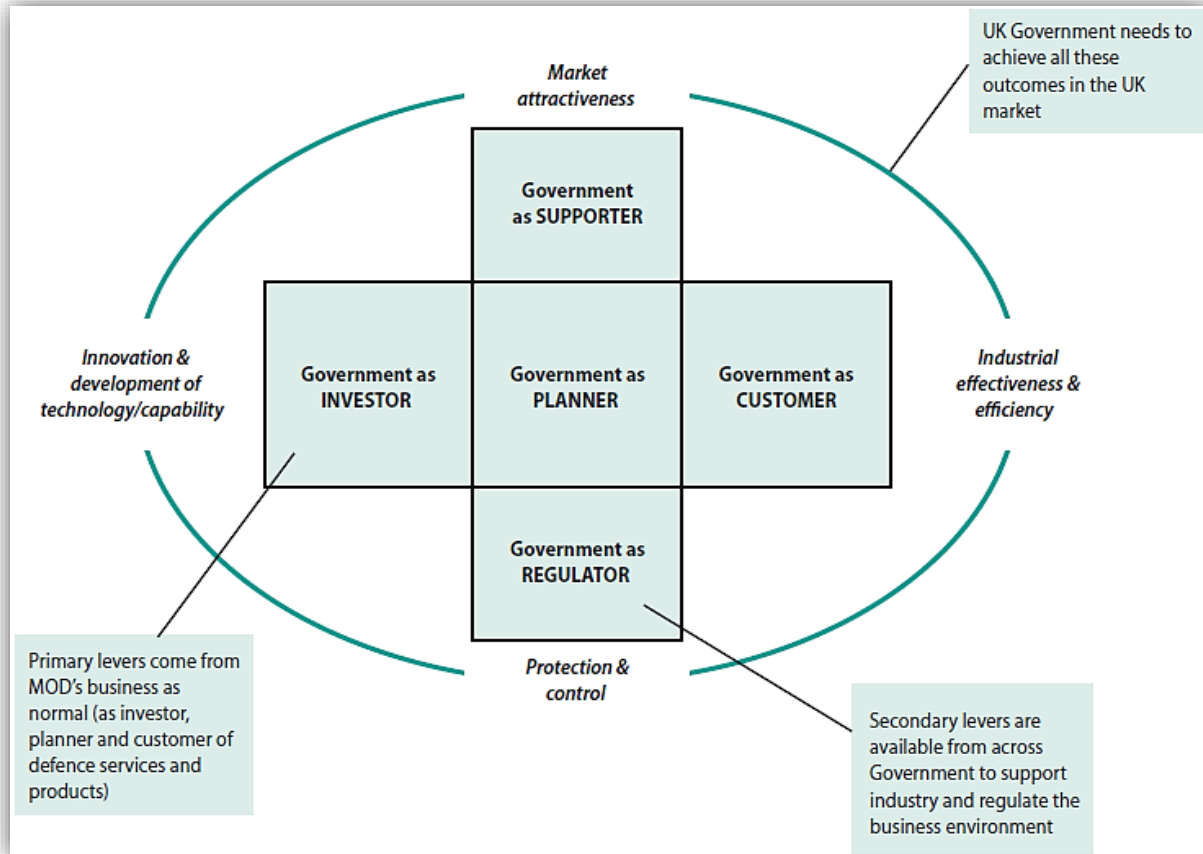 UK Government needs to
achieve all these
outcomes in the UK
market
Market
attractiveness
Government
as SUPPORTER
Innovation &
development of
technology/capability
Government as
INVESTOR
Government as
PLANNER
Government as
CUSTOMER
Industrial
effectiveness &
efficiency
Government as
REGULATOR
Primary levers come from
MOD’s business as
normal (as investor,
planner and customer of
defence services and
products)
Protection &
control
Secondary levers are
available from across
Government to support
industry and regulate the
business environment